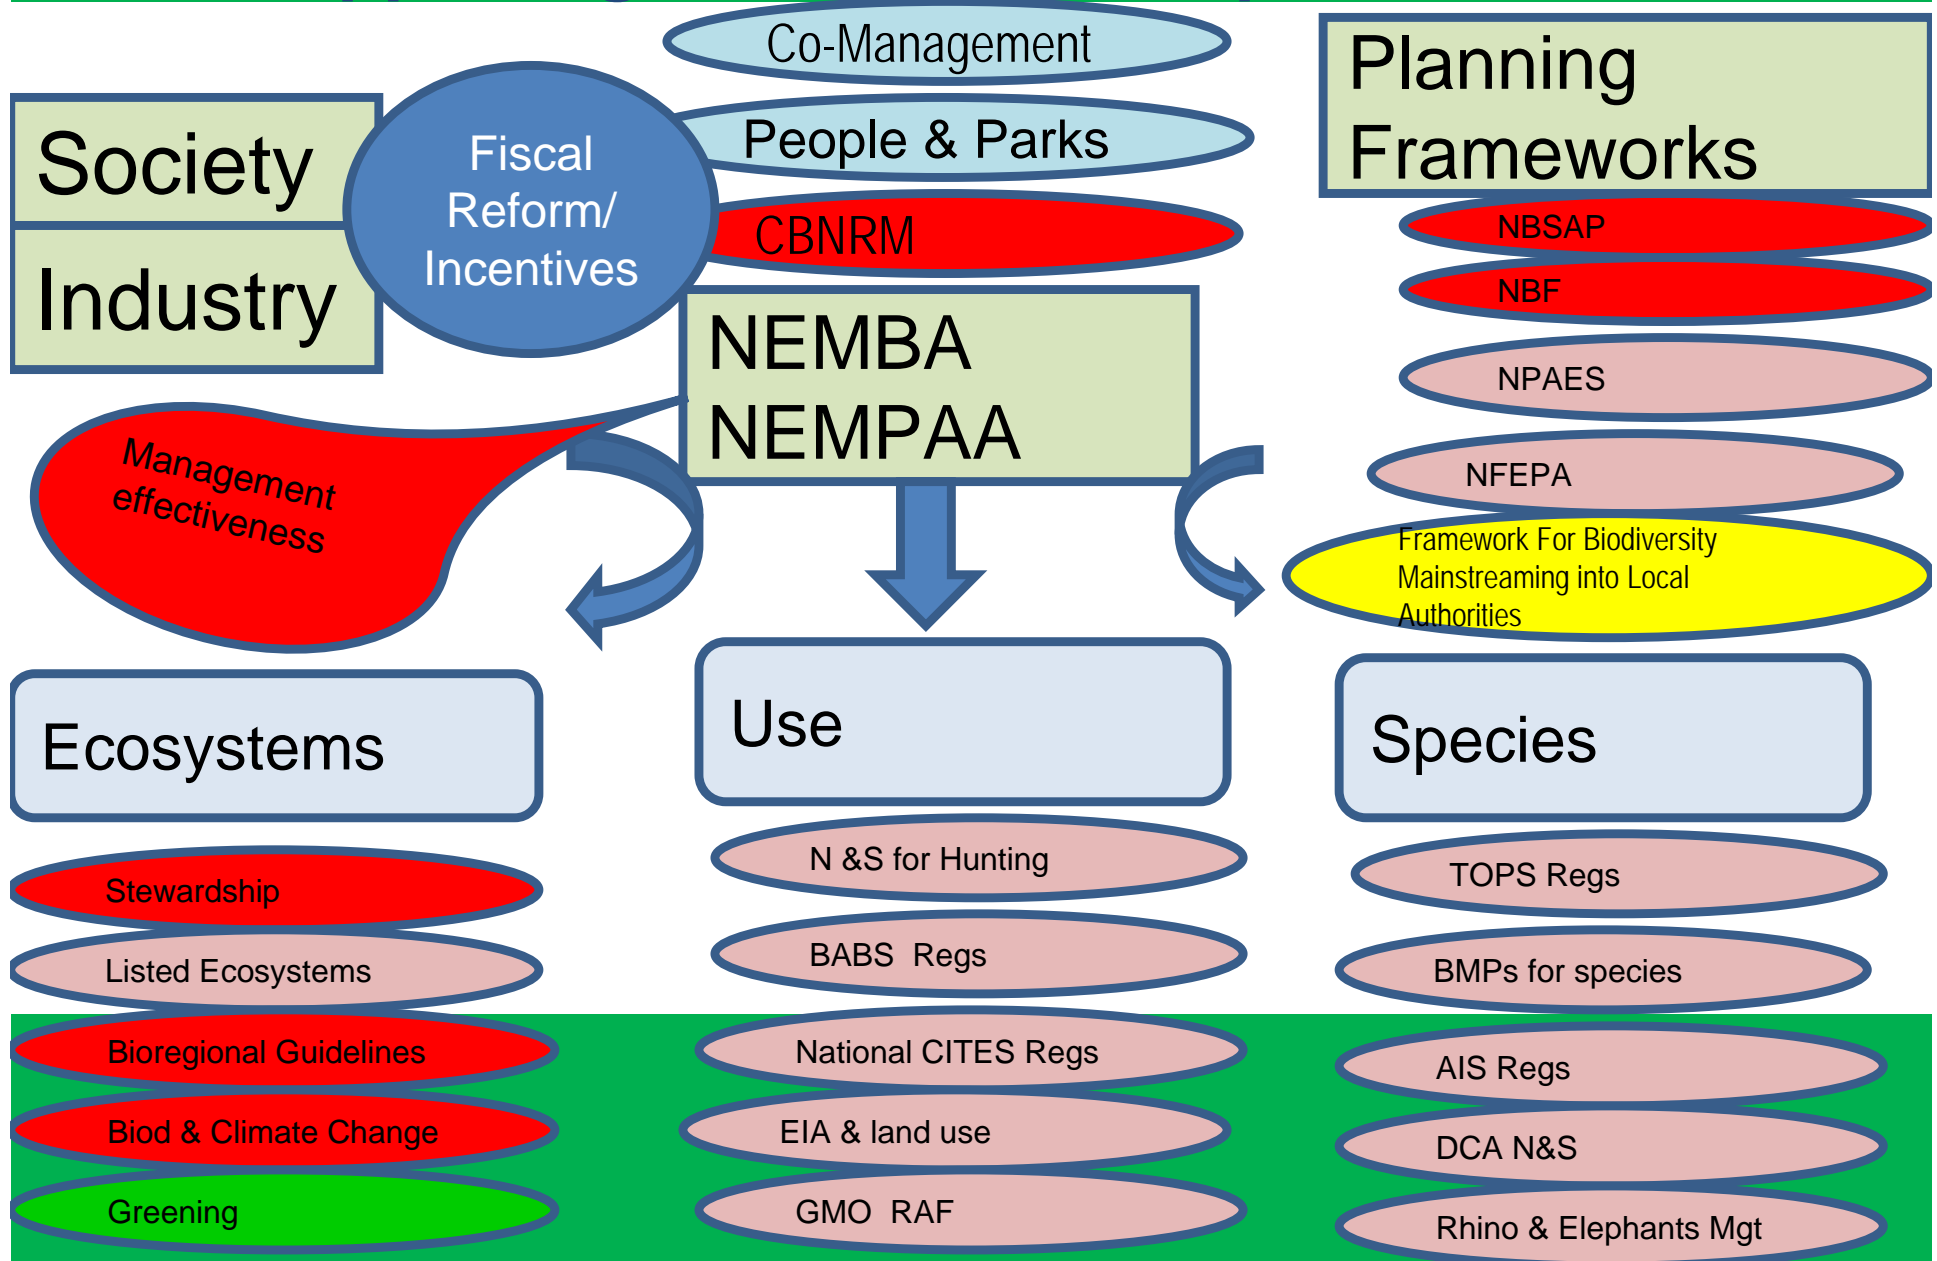 Co-Management
People & Parks
CBNRM
Planning
Frameworks
Society
Industry
Fiscal
Reform/
Incentives
NEMBA
NEMPAA
NBSAP
NBF
NPAES
NFEPA
Framework For Biodiversity
Mainstreaming into Local
Authorities
Management
effectiveness
Ecosystems
Stewardship
Listed Ecosystems
Bioregional Guidelines
Biod & Climate Change
Greening
Use
N &S for Hunting
BABS Regs
National CITES Regs
EIA & land use
GMO RAF
Species
TOPS Regs
BMPs for species
AIS Regs
DCA N&S
Rhino & Elephants Mgt